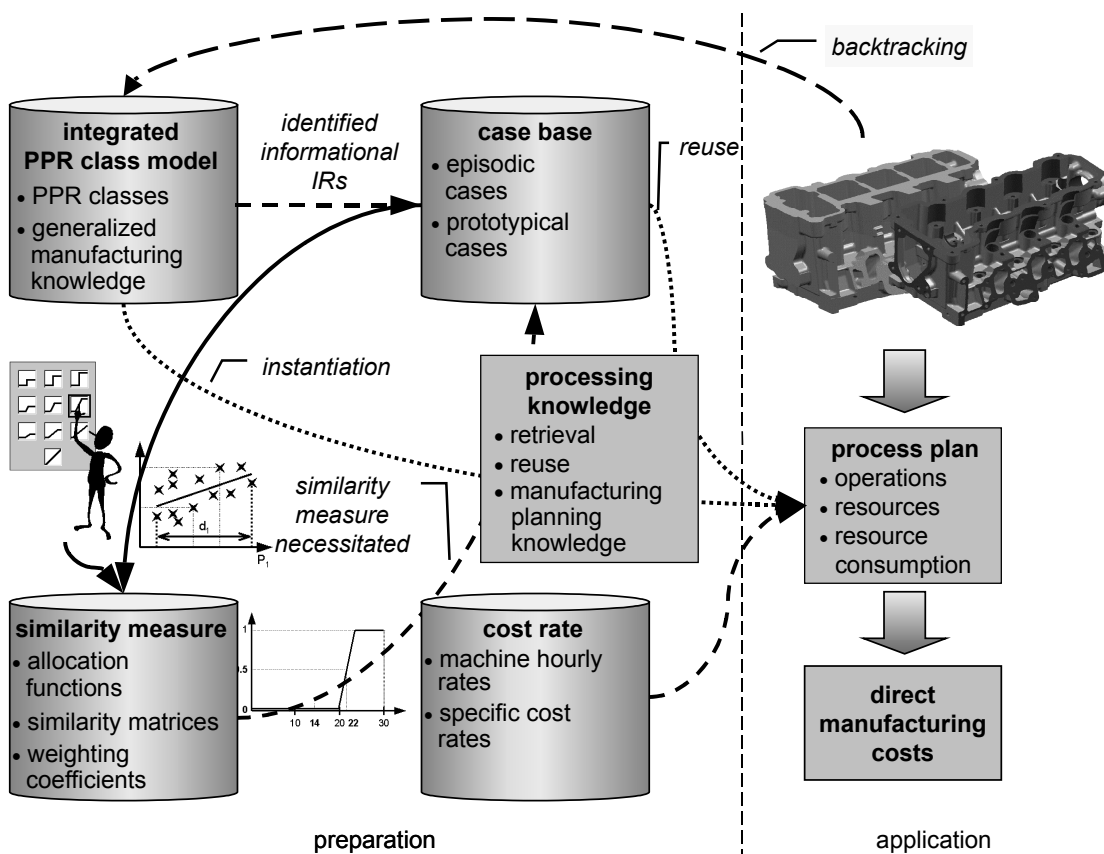 backtracking
integrated
PPR class model
• PPR classes
• generalized
manufacturing
knowledge
identified
informational
IRs
case base
• episodic
cases
• prototypical
cases
reuse
instantiation
processing
knowledge
• retrieval
• reuse
• manufacturing
planning
knowledge
process plan
• operations
• resources
• resource
consumption
d1
P1
similarity
measure
necessitated
similarity measure
• allocation
functions
• similarity matrices
• weighting
coefficients
1
0.5
0
10 14 20 22 30
cost rate
• machine hourly
rates
• specific cost
rates
direct
manufacturing
costs
preparation
application